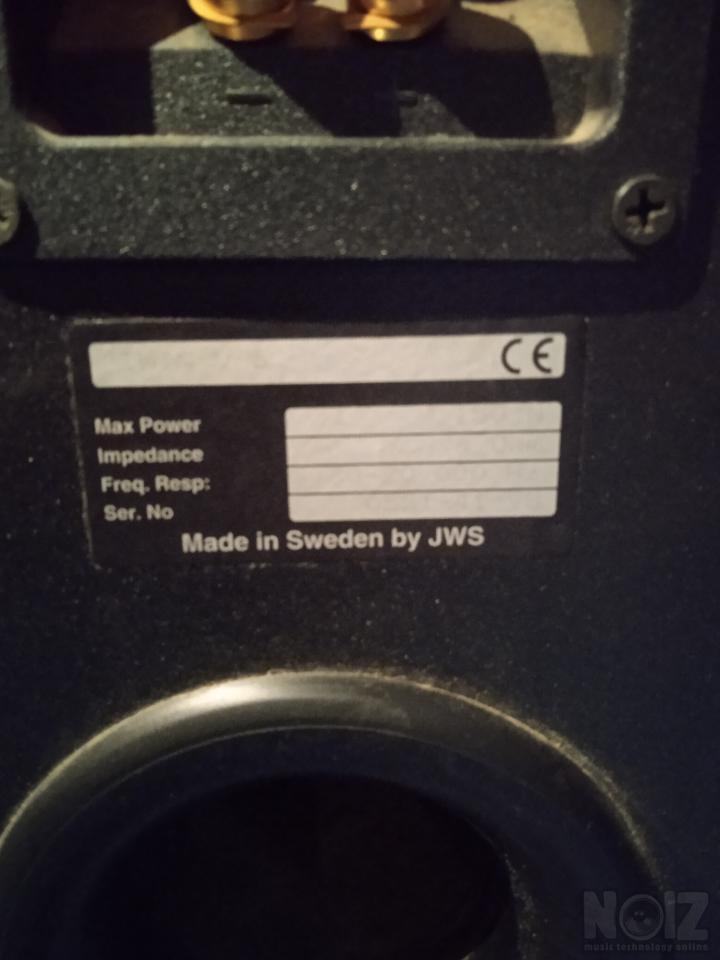 CE
Max Power
Impedance
Freq. Resp:
Ser. No
Made in Sweden by JWS
NOIZ
music technology online